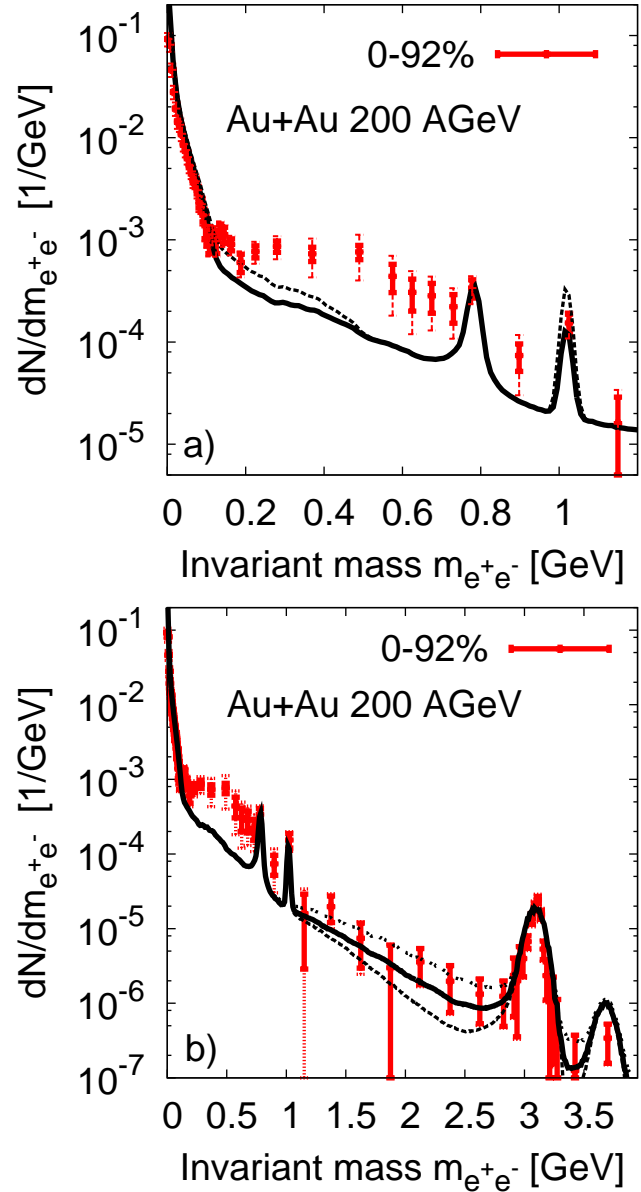 10^-1
10^-2
10^-3
10^-4
10^-5
dN/dm_e+e- [1/GeV]
0-92%
Au+Au 200 AGeV
a)
0 0.2 0.4 0.6 0.8 1
Invariant mass m_e+e- [GeV]
10^-1
10^-2
10^-3
10^-4
10^-5
10^-6
10^-7
dN/dm_e+e- [1/GeV]
0-92%
Au+Au 200 AGeV
b)
0 0.5 1 1.5 2 2.5 3 3.5
Invariant mass m_e+e- [GeV]